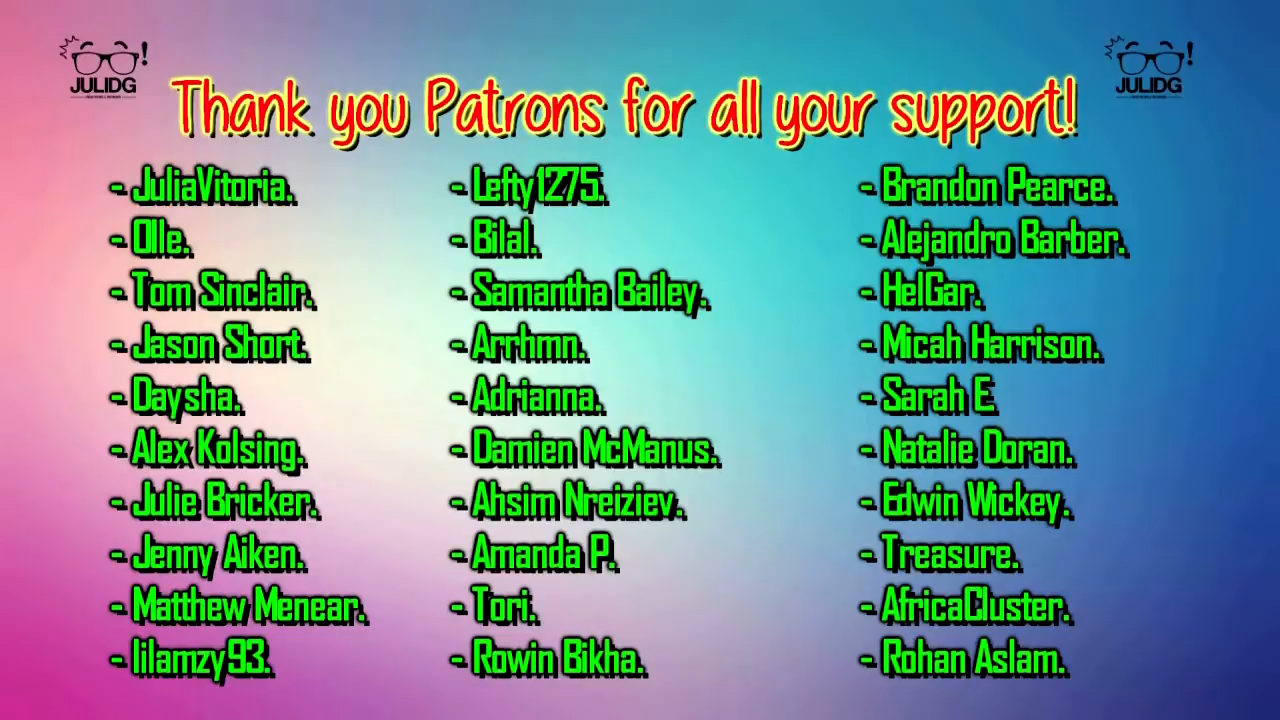 JULIDG
JULIDG
Thank you Patrons for all your support!
- JuliaVitoria.
- Olle.
- Tom Sinclair.
- Jason Short.
- Daysha.
- Alex Kolsing.
- Julie Bricker.
- Jenny Aiken.
- Matthew Menear.
- lilamzy93.
- Lefty1275.
- Bilal.
- Samantha Bailey.
- Arrhmn.
- Adrianna.
- Damien McManus.
- Ahsim Nreiziev.
- Amanda P.
- Tori.
- Rowin Bikha.
- Brandon Pearce.
- Alejandro Barber.
- HelGar.
- Micah Harrison.
- Sarah E.
- Natalie Doran.
- Edwin Wickey.
- Treasure.
- AfricaCluster.
- Rohan Aslam.